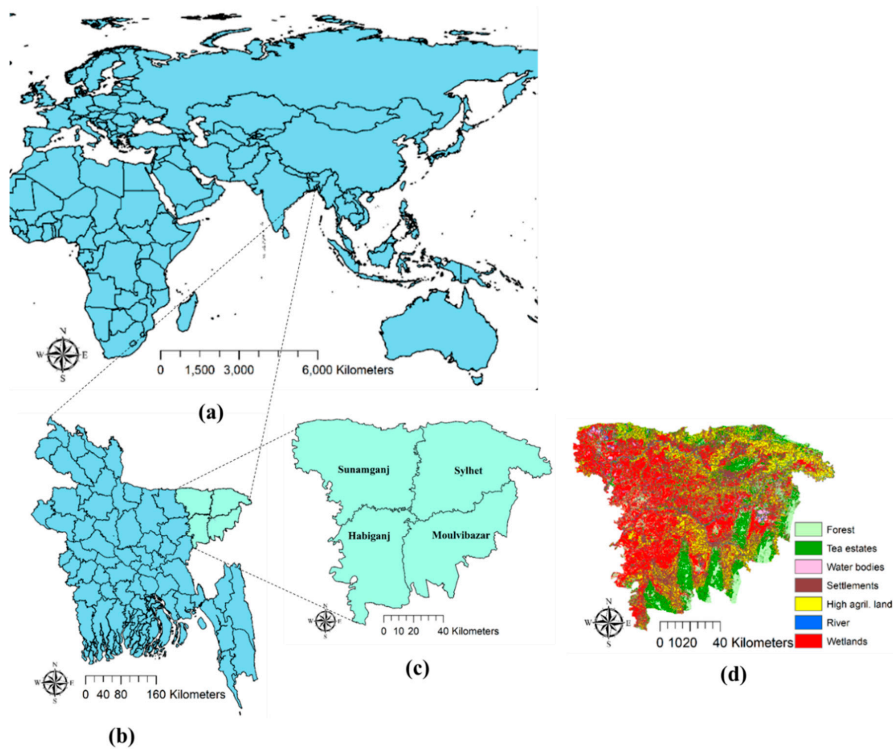 N
W E
S
0 1,500 3,000 6,000 Kilometers
(a)
N
W E
S
0 40 80 160 Kilometers
(b)
Sunamganj
Sylhet
Habiganj
Moulvibazar
N
W E
S
0 10 20 40 Kilometers
(c)
Forest
Tea estates
Water bodies
Settlements
High agril. land
River
Wetlands
N
W E
S
0 1020 40 Kilometers
(d)